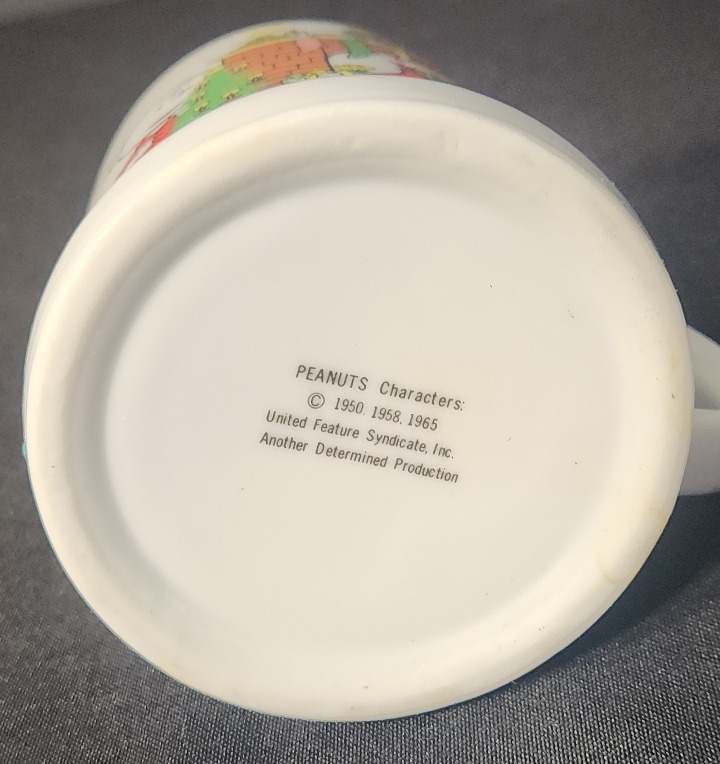 PEANUTS Characters:
© 1950. 1958. 1965
United Feature Syndicate, Inc.
Another Determined Production